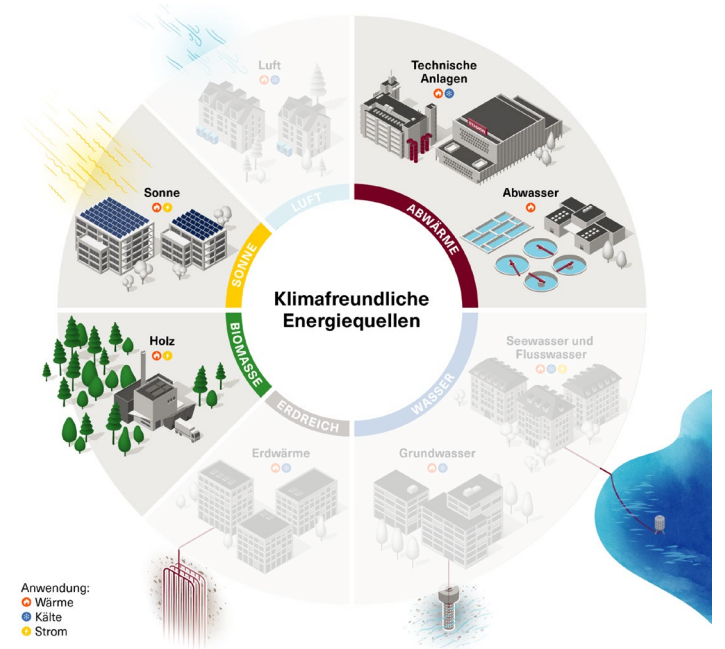 Luft
Technische
Anlagen
Sonne
Abwasser
LUFT
ABWÄRME
SONNE
Klimafreundliche
Energiequellen
Holz
BIOMASSE
WASSER
ERDREICH
Seewasser und
Flusswasser
Erdwärme
Grundwasser
Anwendung:
Wärme
Kälte
Strom